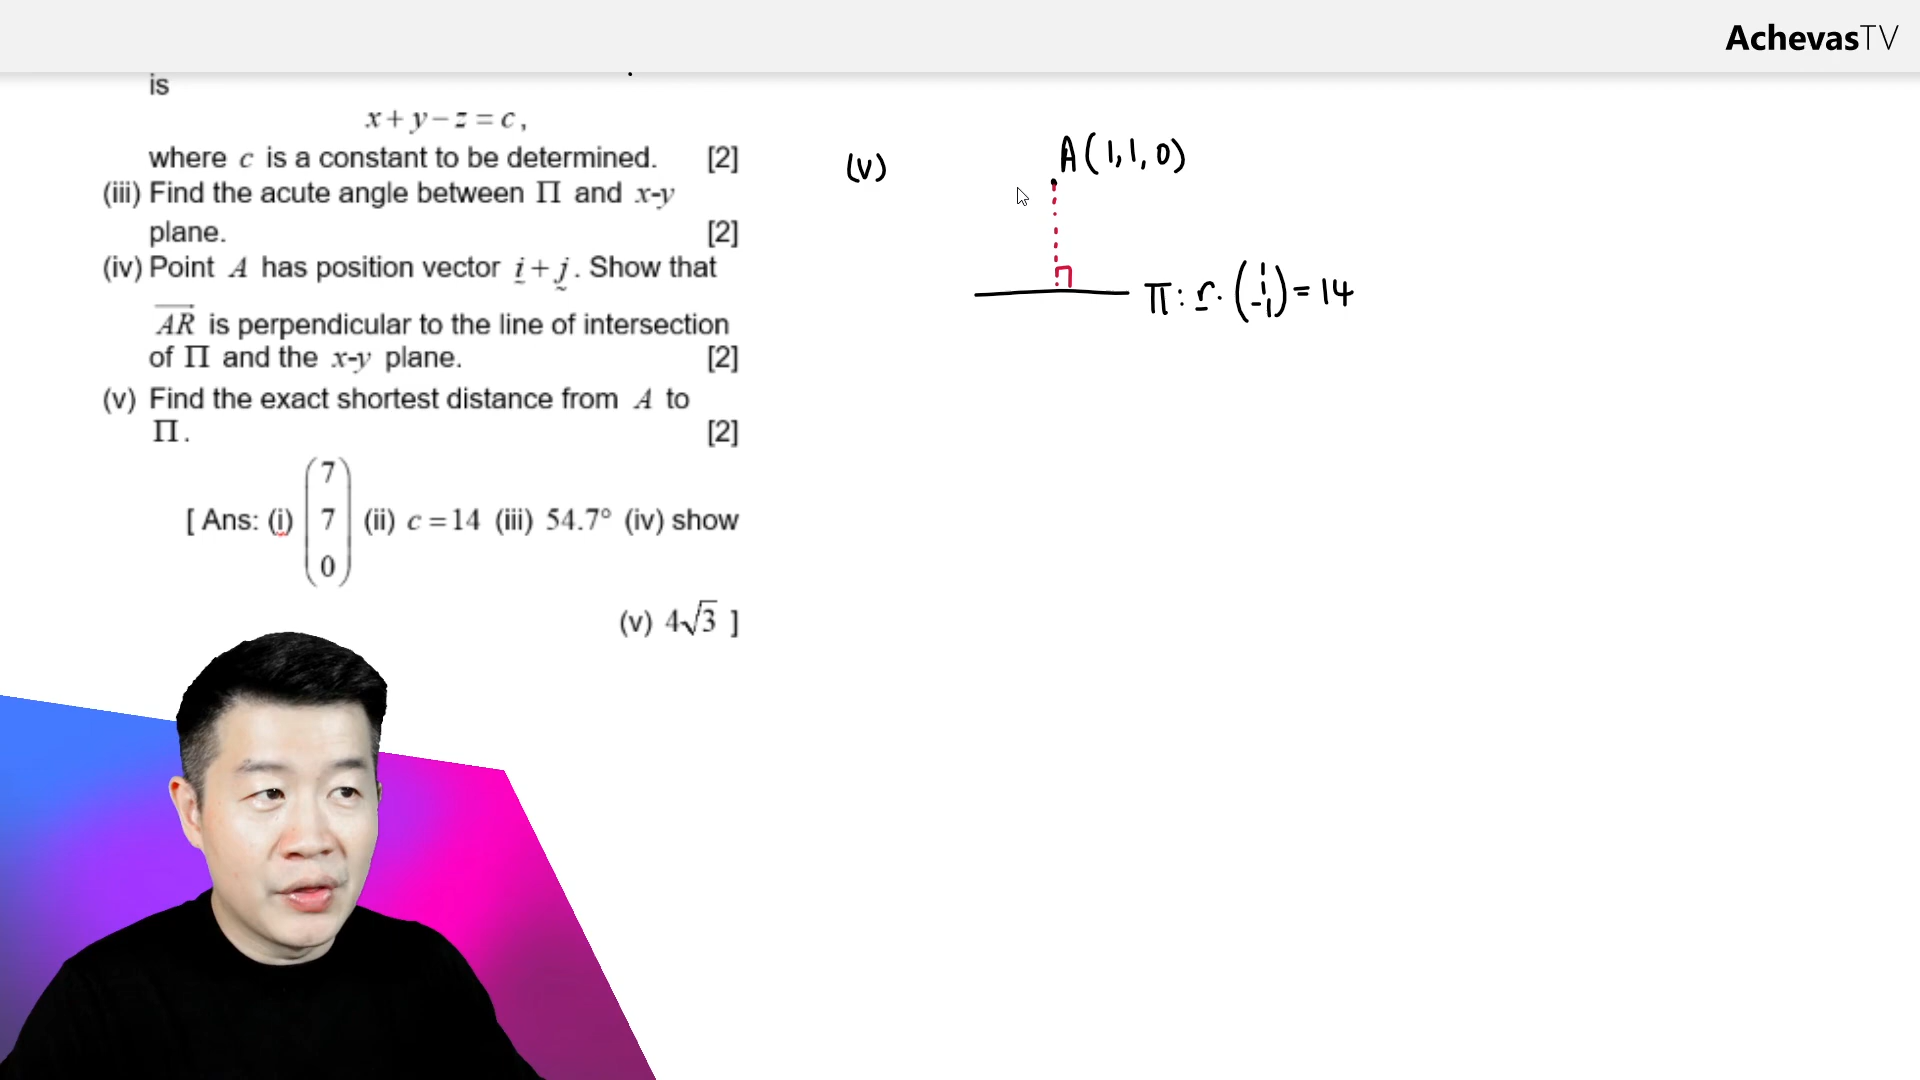 AchevasTV
is
x + y − z = c,
where c is a constant to be determined. [2]
(iii) Find the acute angle between Π and x-y
plane. [2]
(iv) Point A has position vector i + j. Show that
AR is perpendicular to the line of intersection
of Π and the x-y plane. [2]
(v) Find the exact shortest distance from A to
Π. [2]
[ Ans: (i) (7 7 0) (ii) c = 14 (iii) 54.7° (iv) show
(v) 4√3 ]
(v)
A(1,1,0)
Π: r. (1 1 -1) = 14